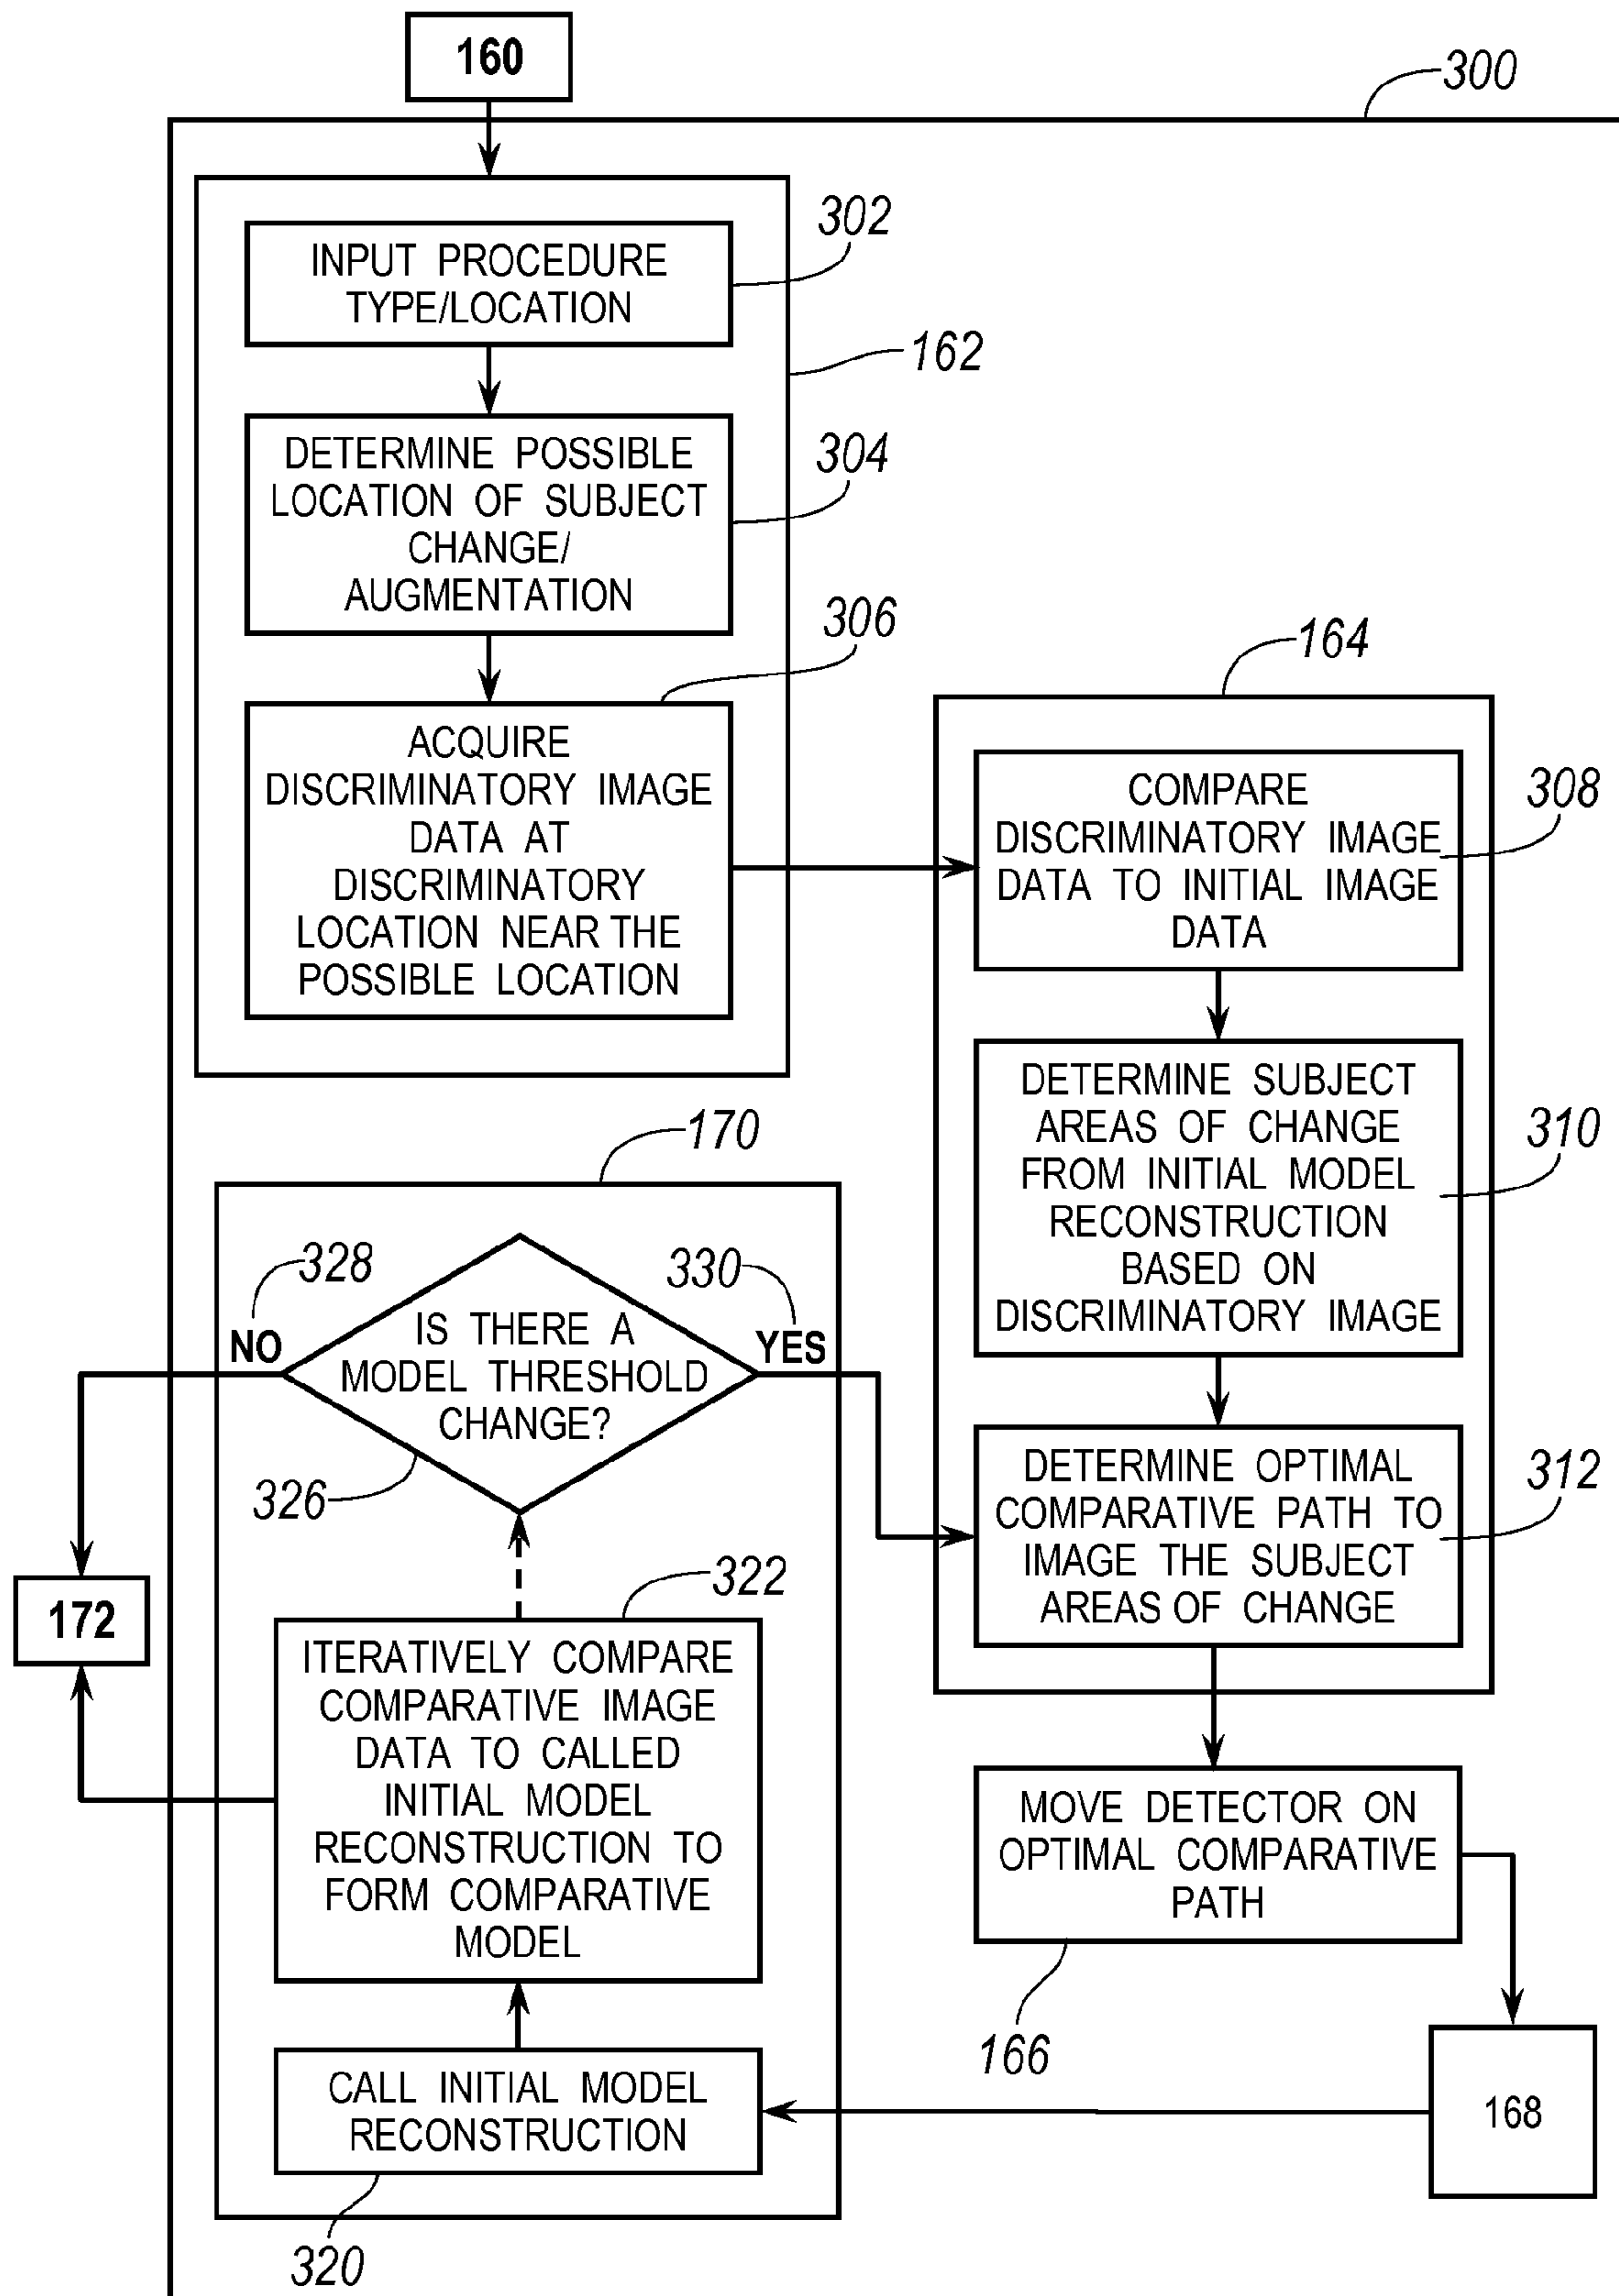 160
300
302
INPUT PROCEDURE
TYPE/LOCATION
162
304
DETERMINE POSSIBLE
LOCATION OF SUBJECT
CHANGE/
AUGMENTATION
306
ACQUIRE
DISCRIMINATORY IMAGE
DATA AT
DISCRIMINATORY
LOCATION NEAR THE
POSSIBLE LOCATION
164
308
COMPARE
DISCRIMINATORY IMAGE
DATA TO INITIAL IMAGE
DATA
310
DETERMINE SUBJECT
AREAS OF CHANGE
FROM INITIAL MODEL
RECONSTRUCTION
BASED ON
DISCRIMINATORY IMAGE
312
DETERMINE OPTIMAL
COMPARATIVE PATH TO
IMAGE THE SUBJECT
AREAS OF CHANGE
MOVE DETECTOR ON
OPTIMAL COMPARATIVE
PATH
166
168
170
328
330
NO
YES
IS THERE A
MODEL THRESHOLD
CHANGE?
326
172
322
ITERATIVELY COMPARE
COMPARATIVE IMAGE
DATA TO CALLED
INITIAL MODEL
RECONSTRUCTION TO
FORM COMPARATIVE
MODEL
CALL INITIAL MODEL
RECONSTRUCTION
320